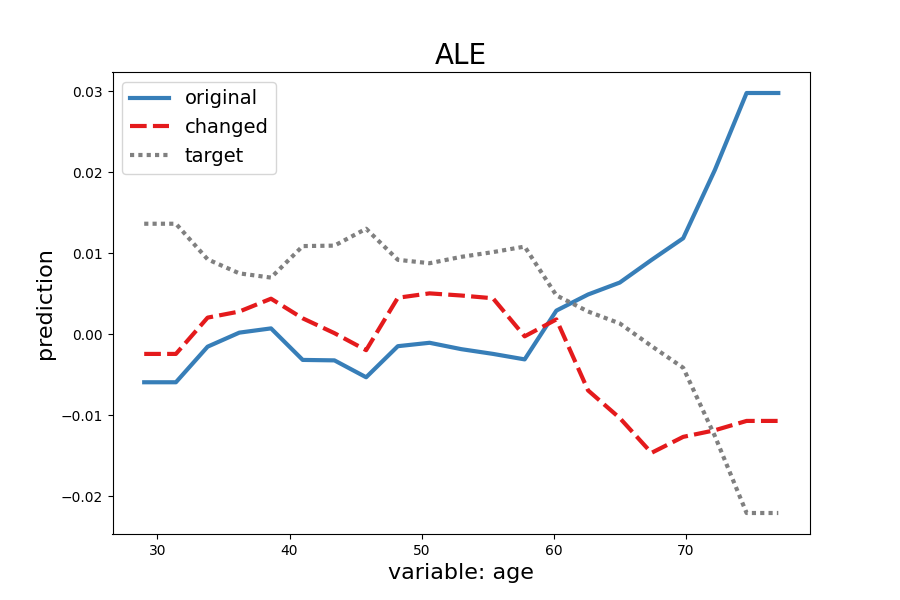 ALE
original
changed
target
prediction
0.03
0.02
0.01
0.00
−0.01
−0.02
30 40 50 60 70
variable: age